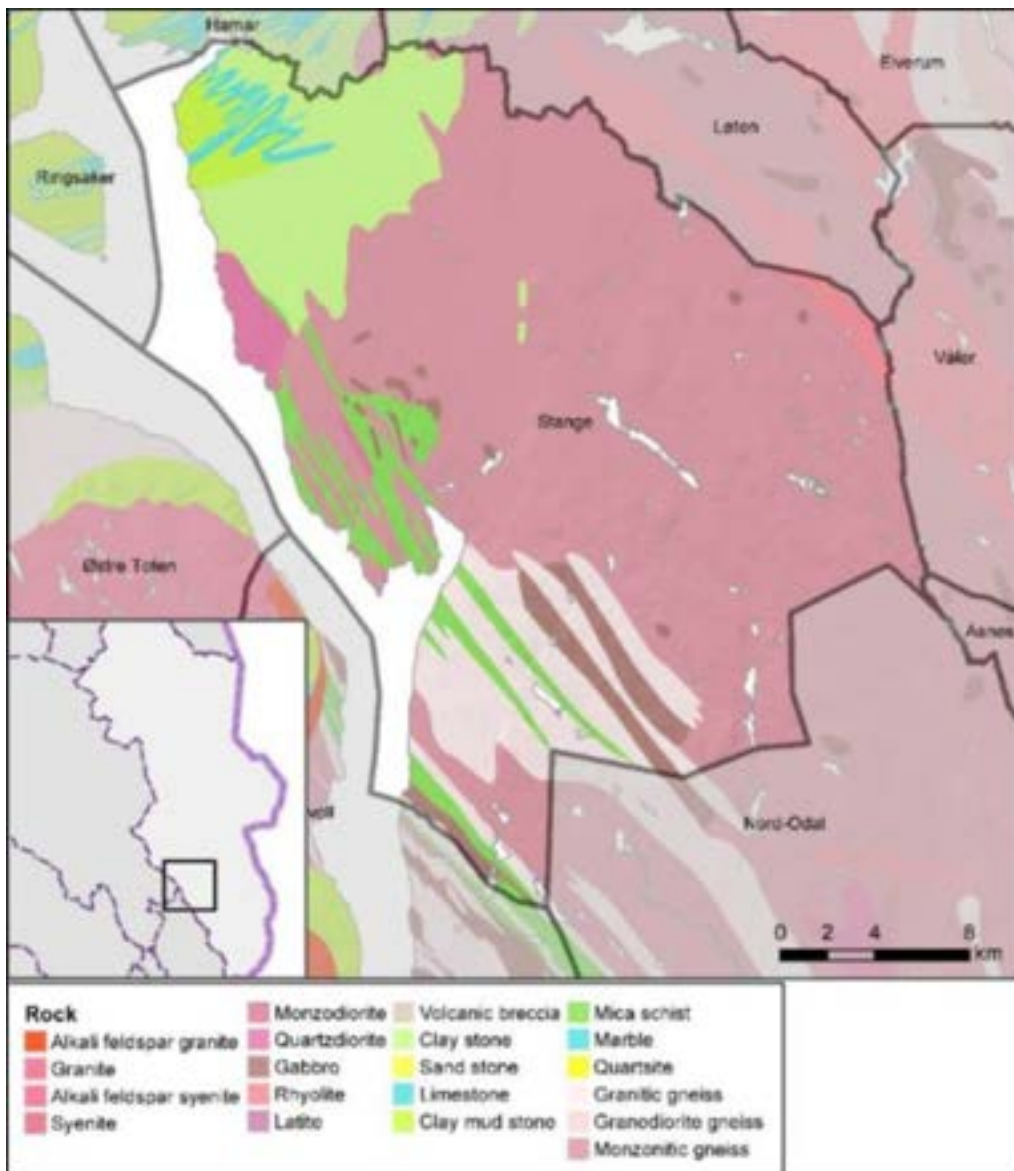 Hamar
Elverum
Løten
Ringsaker
Våler
Stange
Østre Toten
Åsnes
Nord-Odal
0 2 4 8
km
Rock
Alkali feldspar granite
Granite
Alkali feldspar syenite
Syenite
Monzodiorite
Quartzdiorite
Gabbro
Rhyolite
Latite
Volcanic breccia
Clay stone
Sand stone
Limestone
Clay mud stone
Mica schist
Marble
Quartsite
Granitic gneiss
Granodiorite gneiss
Monzonitic gneiss